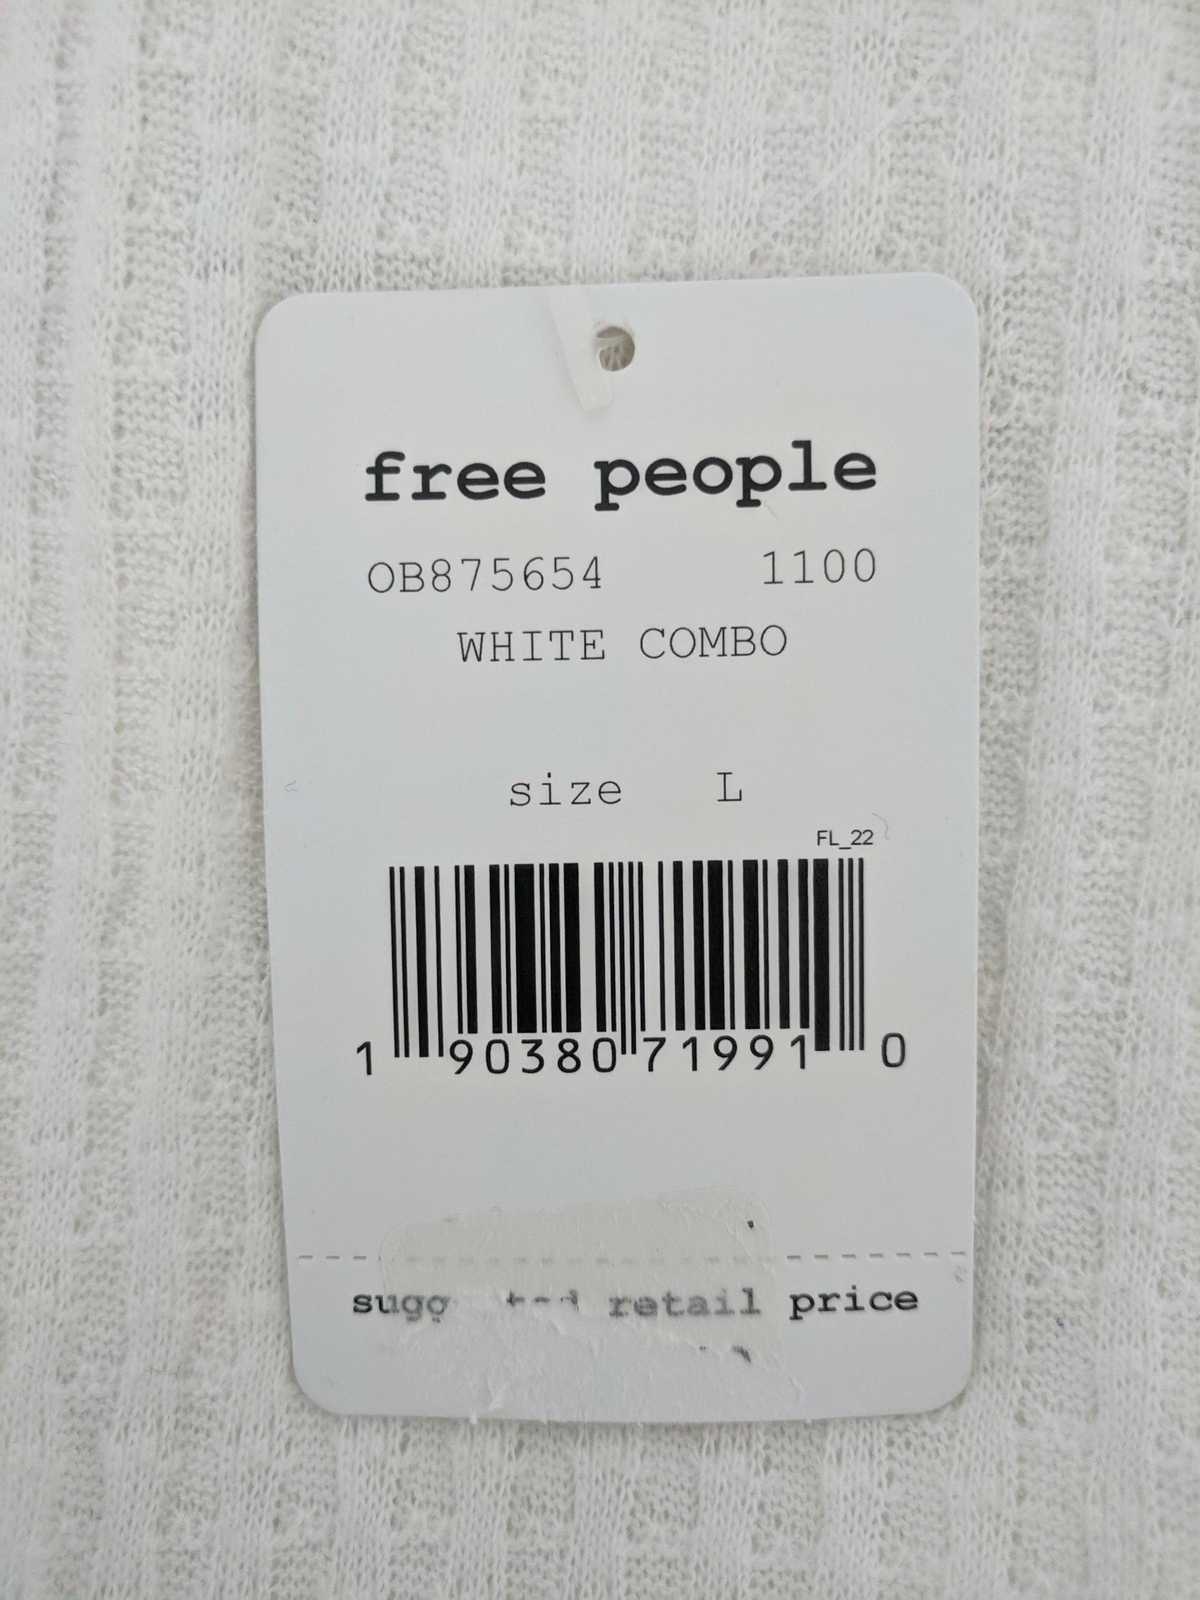 free people
OB875654 1100
WHITE COMBO
size L
FL_22
1 90380 71991 0
retail price